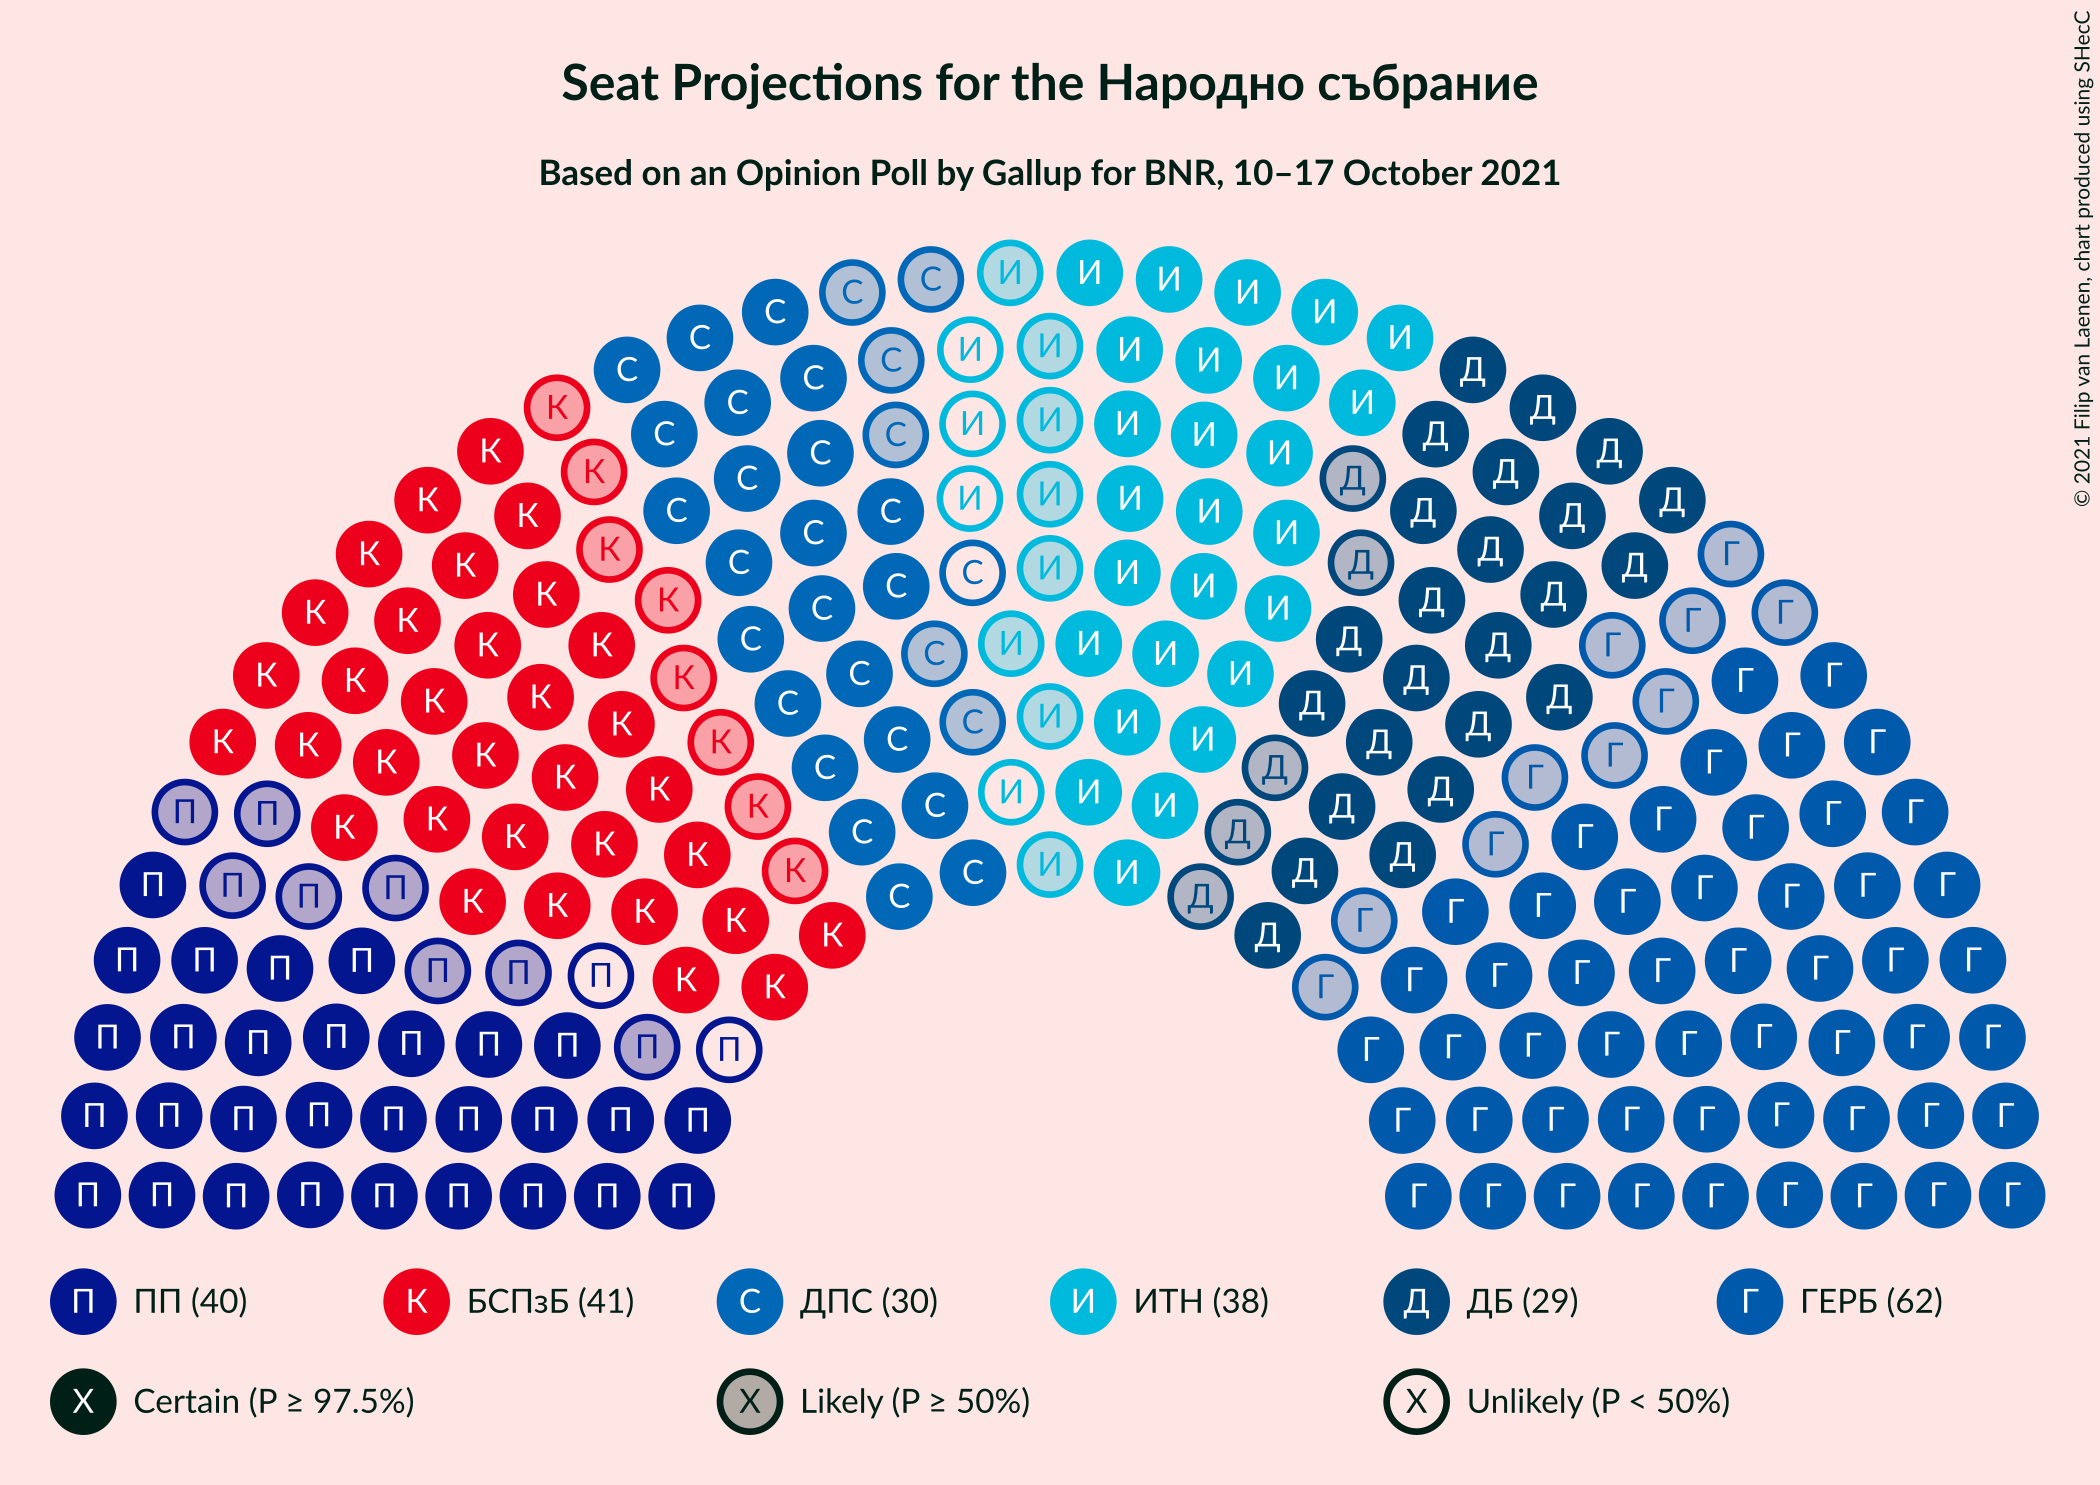 Seat Projections for the Народно събрание
Based on an Opinion Poll by Gallup for BNR, 10–17 October 2021
© 2021 Filip van Laenen, chart produced using SHecC
П ПП (40) К БСПзБ (41) С ДПС (30) И ИТН (38) Д ДБ (29) Г ГЕРБ (62)
X Certain (P ≥ 97.5%) X Likely (P ≥ 50%) X Unlikely (P < 50%)